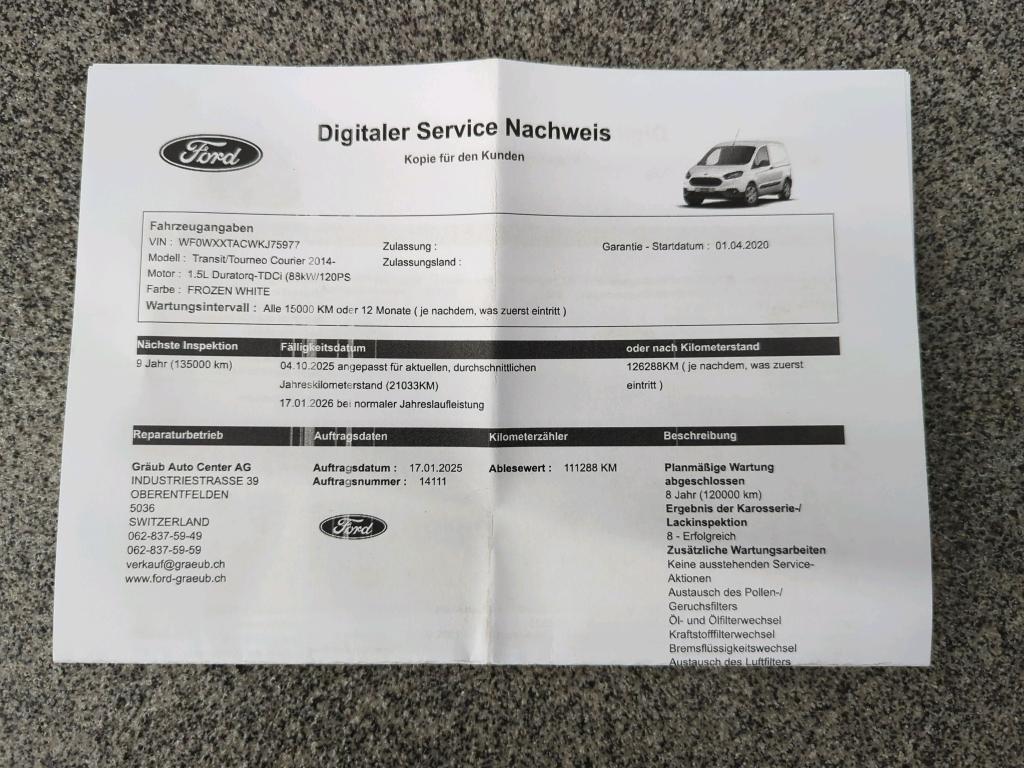 Ford
Digitaler Service Nachweis
Kopie für den Kunden
Fahrzeugangaben
VIN : WF0WXXTACWKJ75977
Zulassung :
Garantie - Startdatum : 01.04.2020
Modell : Transit/Tourneo Courier 2014-
Zulassungsland :
Motor : 1.5L Duratorq-TDCi (88kW/120PS
Farbe : FROZEN WHITE
Wartungsintervall : Alle 15000 KM oder 12 Monate ( je nachdem, was zuerst eintritt )
Nächste Inspektion Fälligkeitsdatum oder nach Kilometerstand
9 Jahr (135000 km)
04.10.2025 angepasst für aktuellen, durchschnittlichen
Jahreskilometerstand (21033KM)
17.01.2026 bei normaler Jahreslaufleistung
126288KM ( je nachdem, was zuerst
eintritt )
Reparaturbetrieb Auftragsdaten Kilometerzähler Beschreibung
Gräub Auto Center AG
INDUSTRIESTRASSE 39
OBERENTFELDEN
5036
SWITZERLAND
062-837-59-49
062-837-59-59
verkauf@graeub.ch
www.ford-graeub.ch
Auftragsdatum : 17.01.2025
Auftragsnummer : 14111
Ford
Ablesewert : 111288 KM
Planmäßige Wartung
abgeschlossen
8 Jahr (120000 km)
Ergebnis der Karosserie-/
Lackinspektion
8 - Erfolgreich
Zusätzliche Wartungsarbeiten
Keine ausstehenden Service-
Aktionen
Austausch des Pollen-/
Geruchsfilters
Öl- und Ölfilterwechsel
Kraftstofffilterwechsel
Bremsflüssigkeitswechsel
Austausch des Luftfilters